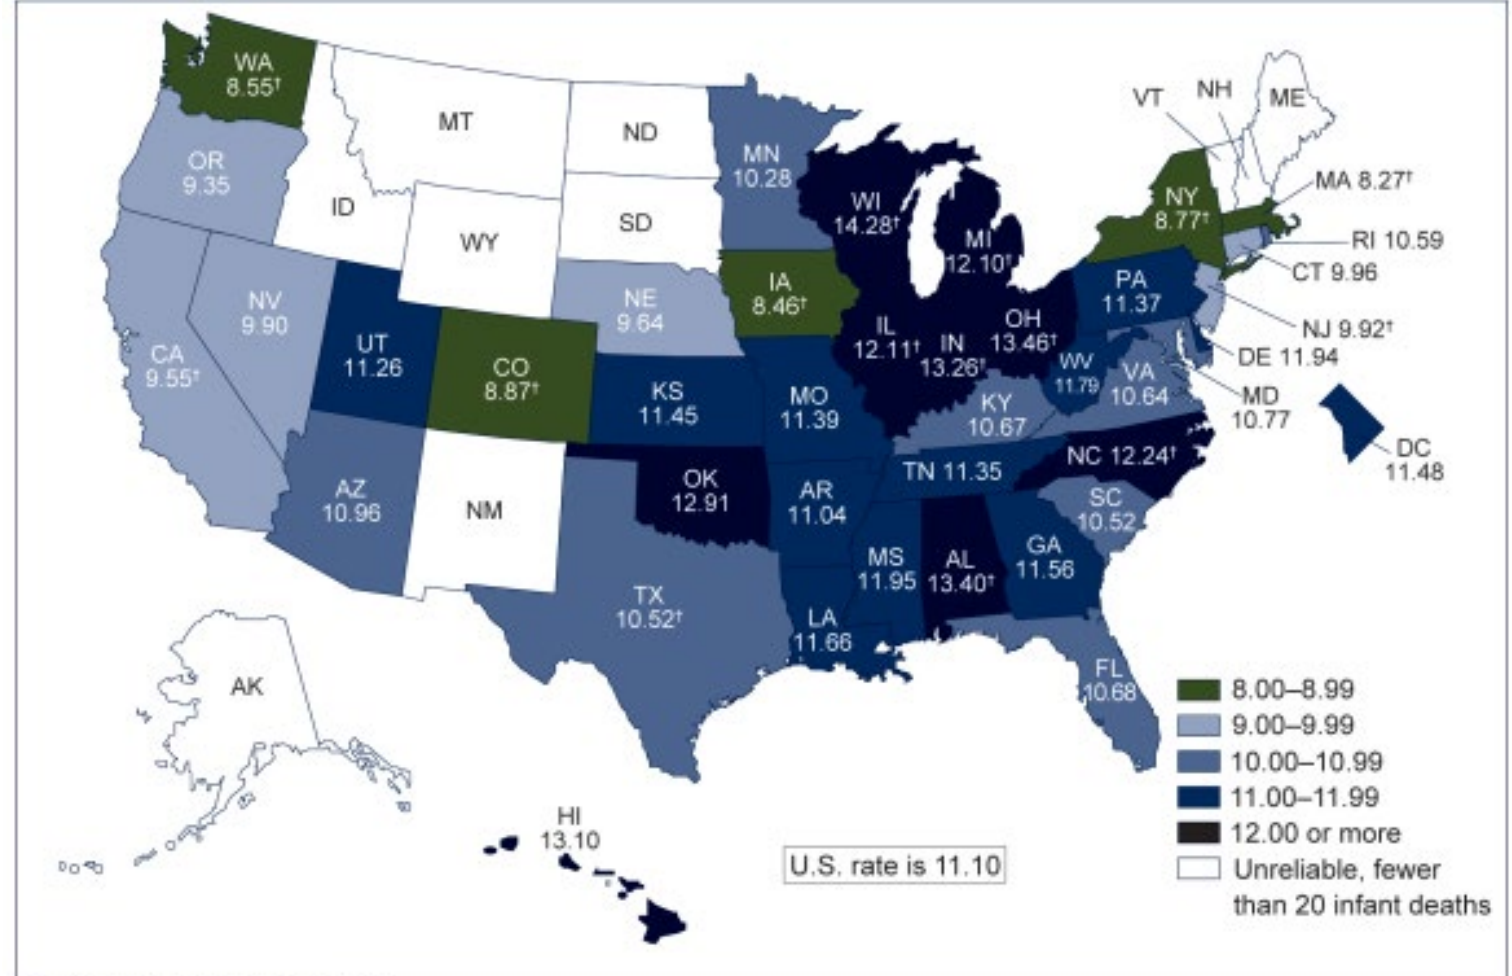 WA
8.55†
OR
9.35
CA
9.55†
NV
9.90
ID
MT
WY
UT
11.26
CO
8.87†
AZ
10.96
NM
ND
SD
NE
9.64
KS
11.45
OK
12.91
TX
10.52†
MN
10.28
IA
8.46†
MO
11.39
AR
11.04
LA
11.66
WI
14.28†
IL
12.11†
MI
12.10†
IN
13.26†
OH
13.46†
KY
10.67
TN 11.35
MS
11.95
AL
13.40†
GA
11.56
FL
10.68
SC
10.52
NC 12.24†
VA
10.64
WV
11.79
PA
11.37
NY
8.77†
VT
NH
ME
MA 8.27†
RI 10.59
CT 9.96
NJ 9.92†
DE 11.94
MD
10.77
DC
11.48
AK
HI
13.10
U.S. rate is 11.10
8.00–8.99
9.00–9.99
10.00–10.99
11.00–11.99
12.00 or more
Unreliable, fewer
than 20 infant deaths